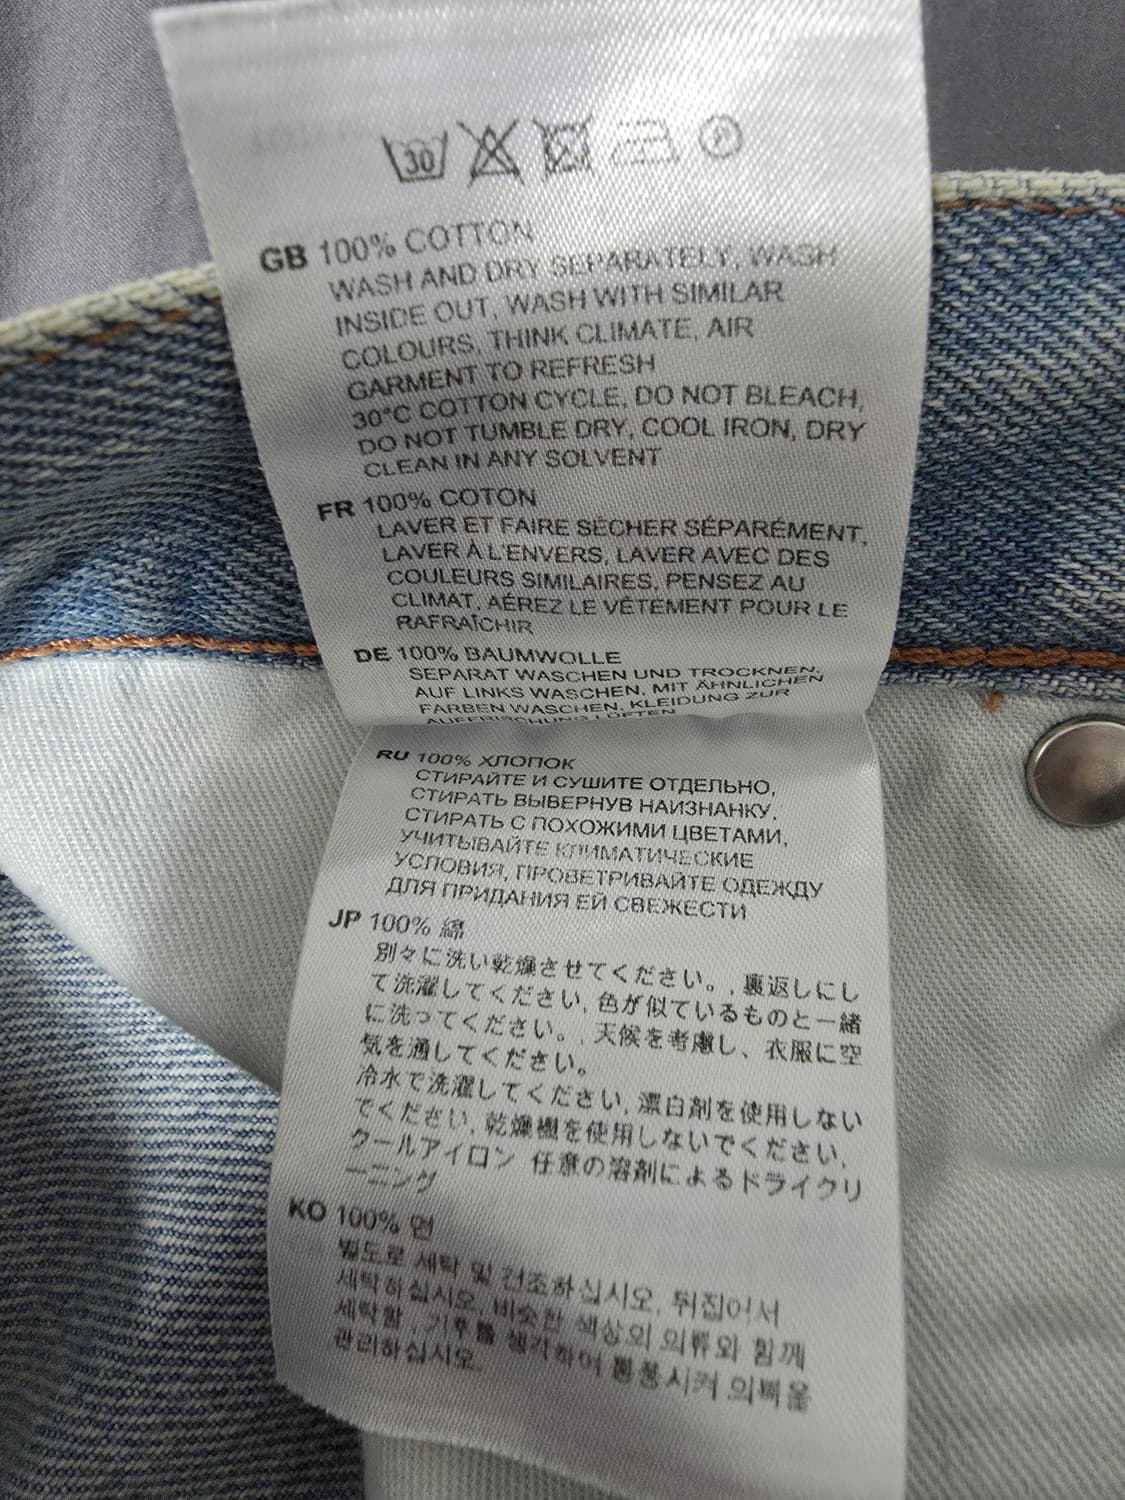 30
P
GB 100% COTTON
WASH AND DRY SEPARATELY, WASH
INSIDE OUT, WASH WITH SIMILAR
COLOURS, THINK CLIMATE, AIR
GARMENT TO REFRESH
30°C COTTON CYCLE, DO NOT BLEACH,
DO NOT TUMBLE DRY, COOL IRON, DRY
CLEAN IN ANY SOLVENT
FR 100% COTON
LAVER ET FAIRE SÉCHER SÉPARÉMENT,
LAVER À L'ENVERS, LAVER AVEC DES
COULEURS SIMILAIRES, PENSEZ AU
CLIMAT, AÉREZ LE VÊTEMENT POUR LE
RAFRAÎCHIR
DE 100% BAUMWOLLE
SEPARAT WASCHEN UND TROCKNEN,
AUF LINKS WASCHEN, MIT ÄHNLICHEN
FARBEN WASCHEN, KLEIDUNG ZUR
AUFFRISCHUNG LÜFTEN
RU 100% ХЛОПОК
СТИРАЙТЕ И СУШИТЕ ОТДЕЛЬНО,
СТИРАТЬ ВЫВЕРНУВ НАИЗНАНКУ,
СТИРАТЬ С ПОХОЖИМИ ЦВЕТАМИ,
УЧИТЫВАЙТЕ КЛИМАТИЧЕСКИЕ
УСЛОВИЯ, ПРОВЕТРИВАЙТЕ ОДЕЖДУ
ДЛЯ ПРИДАНИЯ ЕЙ СВЕЖЕСТИ
JP 100% 綿
別々に洗い乾燥させてください。, 裏返しにし
て洗濯してください, 色が似ているものと一緒
に洗ってください。, 天候を考慮し、衣服に空
気を通してください。
冷水で洗濯してください, 漂白剤を使用しない
でください, 乾燥機を使用しないでください,
クールアイロン 任意の溶剤によるドライクリ
ーニング
KO 100% 면
별도로 세탁 및 건조하십시오, 뒤집어서
세탁하십시오, 비슷한 색상의 의류와 함께
세탁함 , 기후를 생각하여 통풍시켜 의복을
관리하십시오.